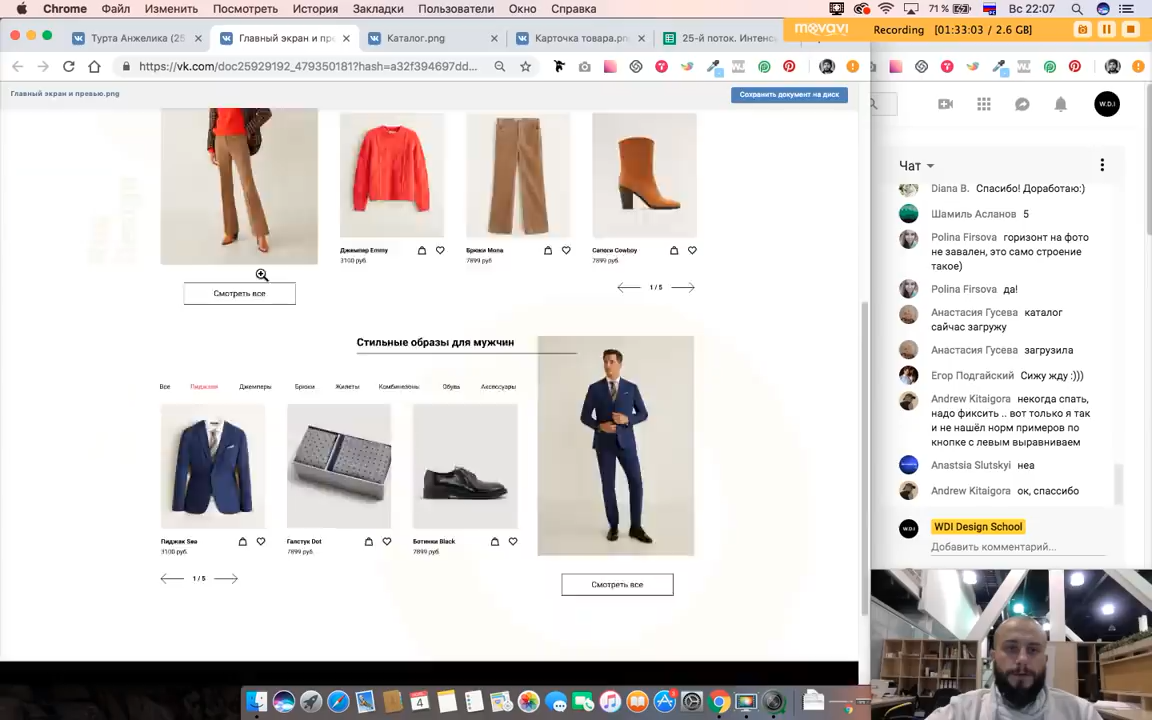 Chrome Файл Изменить Посмотреть История Закладки Пользователи Окно Справка
71 % Вс 22:07
movavi Recording [01:33:03 / 2.6 GB]
Турта Анжелика (25 Главный экран и пре Каталог.png Карточка товара.pn 25-й поток. Интенс
https://vk.com/doc25929192_479350181?hash=a32f394697dd...
Главный экран и превью.png
Сохранить документ на диск
W.D.I
Чат
Diana B. Спасибо! Доработаю:)
Шамиль Асланов 5
Polina Firsova горизонт на фото
не завален, это само строение
такое)
Polina Firsova да!
Анастасия Гусева каталог
сайчас загружу
Анастасия Гусева загрузила
Егор Подгайский Сижу жду :)))
Andrew Kitaigora некогда спать,
надо фиксить .. вот только я так
и не нашёл норм примеров по
кнопке с левым выравниваем
Anastsia Slutskyi неа
Andrew Kitaigora ок, спассибо
WDI Design School
Добавить комментарий...
Джемпер Emmy
3100 руб.
Брюки Mona
7899 руб.
Сапоги Cowboy
7899 руб.
Смотреть все
1 / 5
Стильные образы для мужчин
Все Пиджаки Джемперы Брюки Жилеты Комбинезоны Обувь Аксессуары
Пиджак Seo
3100 руб.
Галстук Dot
7899 руб.
Ботинки Black
7899 руб.
1 / 5
Смотреть все